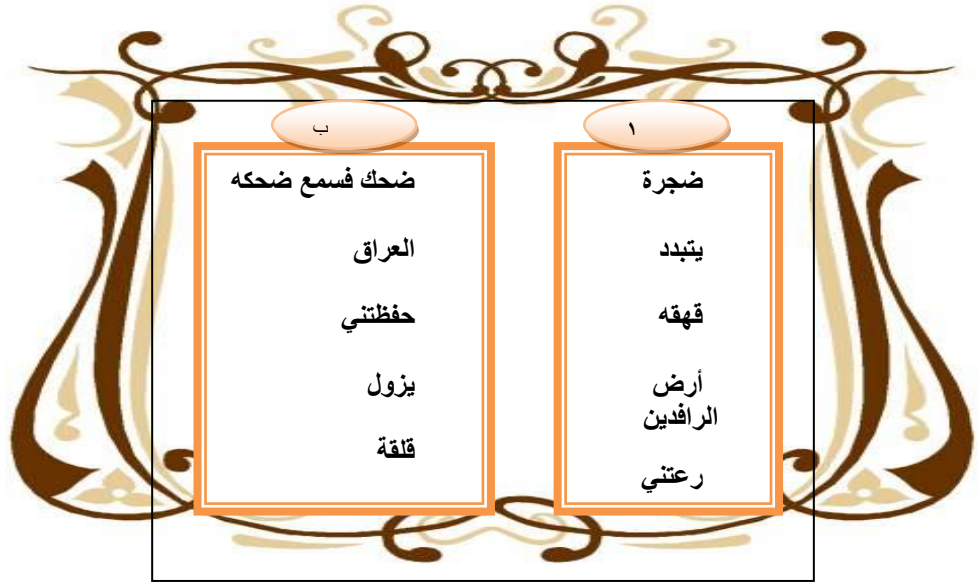 ١
ضجرة
يتبدد
قهقه
أرض
الرافدين
رعتني
ب
ضحك فسمع ضحكه
العراق
حفظتني
يزول
قلقة